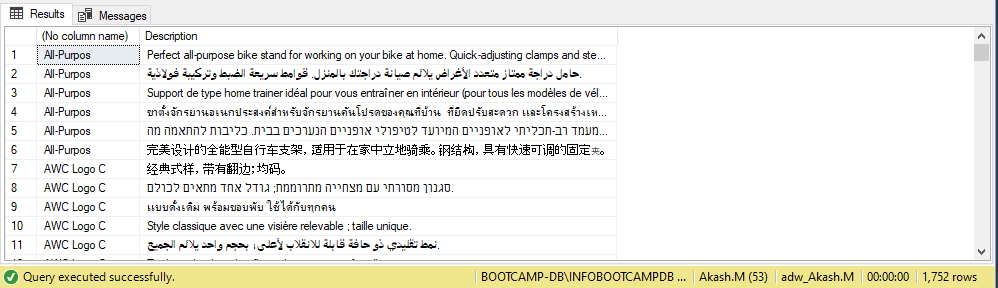 Results Messages
(No column name) Description
1 All-Purpos Perfect all-purpose bike stand for working on your bike at home. Quick-adjusting clamps and ste...
2 All-Purpos حامل دراجة ممتاز متعدد الأغراض يلائم صيانة دراجتك بالمنزل. قوامط سريعة الضبط وتركيبة فولاذية.
3 All-Purpos Support de type home trainer idéal pour vous entraîner en intérieur (pour tous les modèles de vél...
4 All-Purpos ขาตั้งจักรยานอเนกประสงค์สำหรับจักรยานคันโปรดของคุณที่บ้าน ที่ยึดปรับสะดวก และโครงสร้างเห...
5 All-Purpos מעמד רב-תכליתי לאופניים המיועד לטיפולי אופניים הנערכים בבית. כליבות להתאמה מה...
6 All-Purpos 完美设计的全能型自行车支架，适用于在家中立地骑乘。钢结构，具有快速可调的固定夹。
7 AWC Logo C 经典式样，带有翻边；均码。
8 AWC Logo C סגנון מסורתי עם מצחייה מתרוממת; גודל אחד מתאים לכולם.
9 AWC Logo C แบบดั้งเดิม พร้อมขอบพับ ใช้ได้กับทุกคน
10 AWC Logo C Style classique avec une visière relevable ; taille unique.
11 AWC Logo C نمط تقليدي ذو حافة قابلة للانقلاب لأعلى؛ بحجم واحد يلائم الجميع.
Query executed successfully. BOOTCAMP-DB\INFOBOOTCAMPDB ... Akash.M (53) adw_Akash.M 00:00:00 1,752 rows